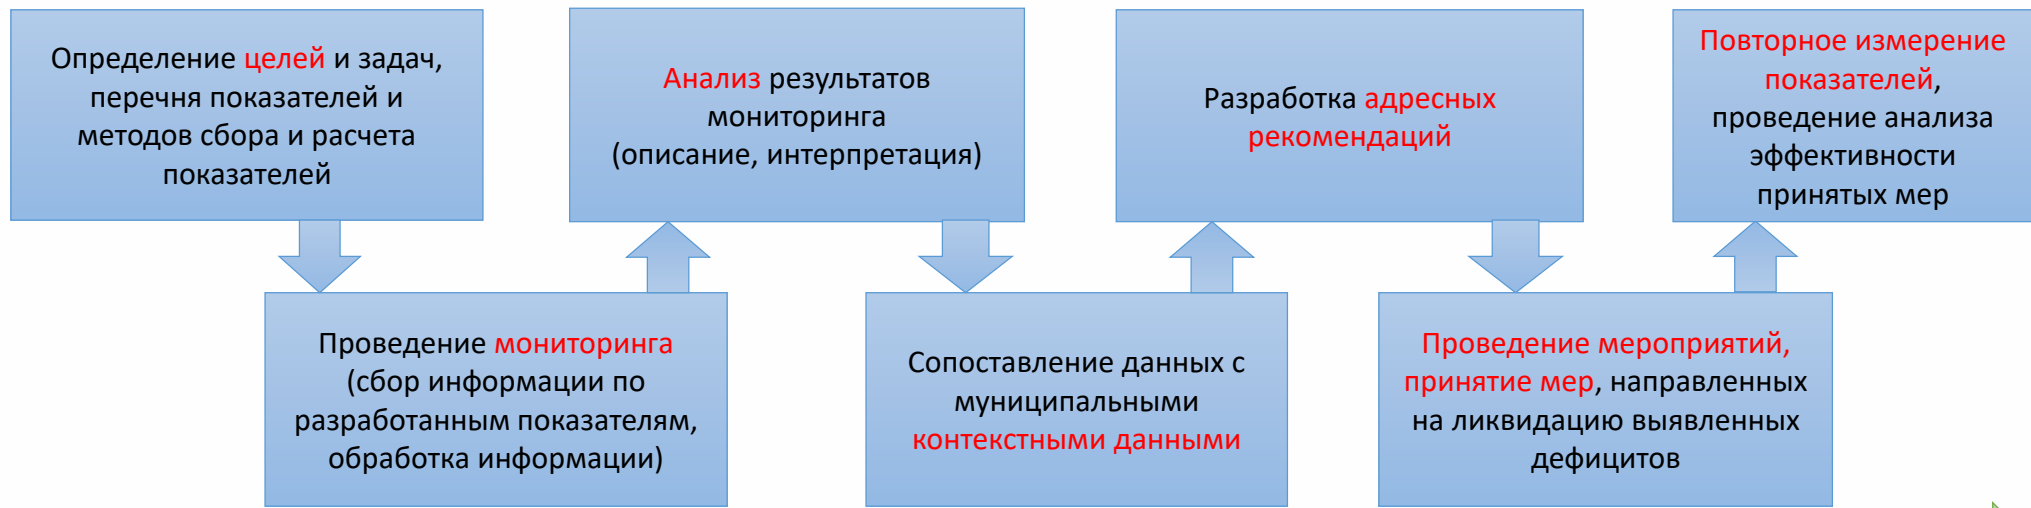 Определение целей и задач,
перечня показателей и
методов сбора и расчета
показателей
Проведение мониторинга
(сбор информации по
разработанным показателям,
обработка информации)
Анализ результатов
мониторинга
(описание, интерпретация)
Сопоставление данных с
муниципальными
контекстными данными
Разработка адресных
рекомендаций
Проведение мероприятий,
принятие мер, направленных
на ликвидацию выявленных
дефицитов
Повторное измерение
показателей,
проведение анализа
эффективности
принятых мер